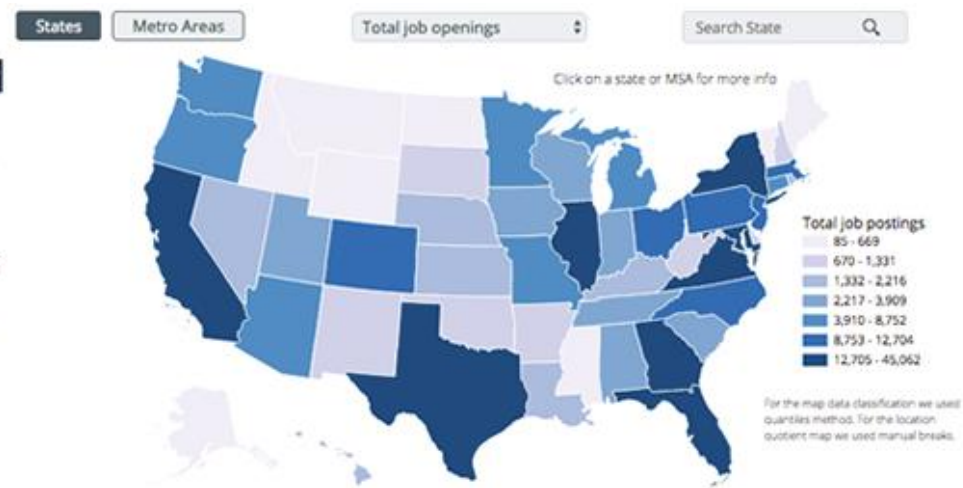 States
Metro Areas
Total job openings
Search State
Click on a state or MSA for more info
Total job postings
85 - 669
670 - 1,331
1,332 - 2,216
2,217 - 3,909
3,910 - 8,752
8,753 - 12,704
12,705 - 45,062
For the map data classification we used
quantiles method. For the location
quotient map we used manual breaks.